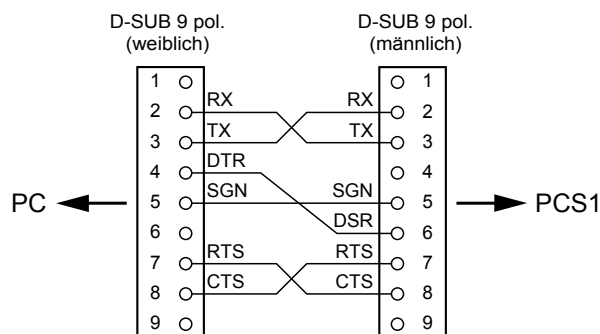 D-SUB 9 pol. D-SUB 9 pol.
(weiblich) (männlich)
1 1
2 RX RX 2
3 TX TX 3
4 DTR 4
PC 5 SGN SGN 5 PCS1
6 DSR 6
7 RTS RTS 7
8 CTS CTS 8
9 9